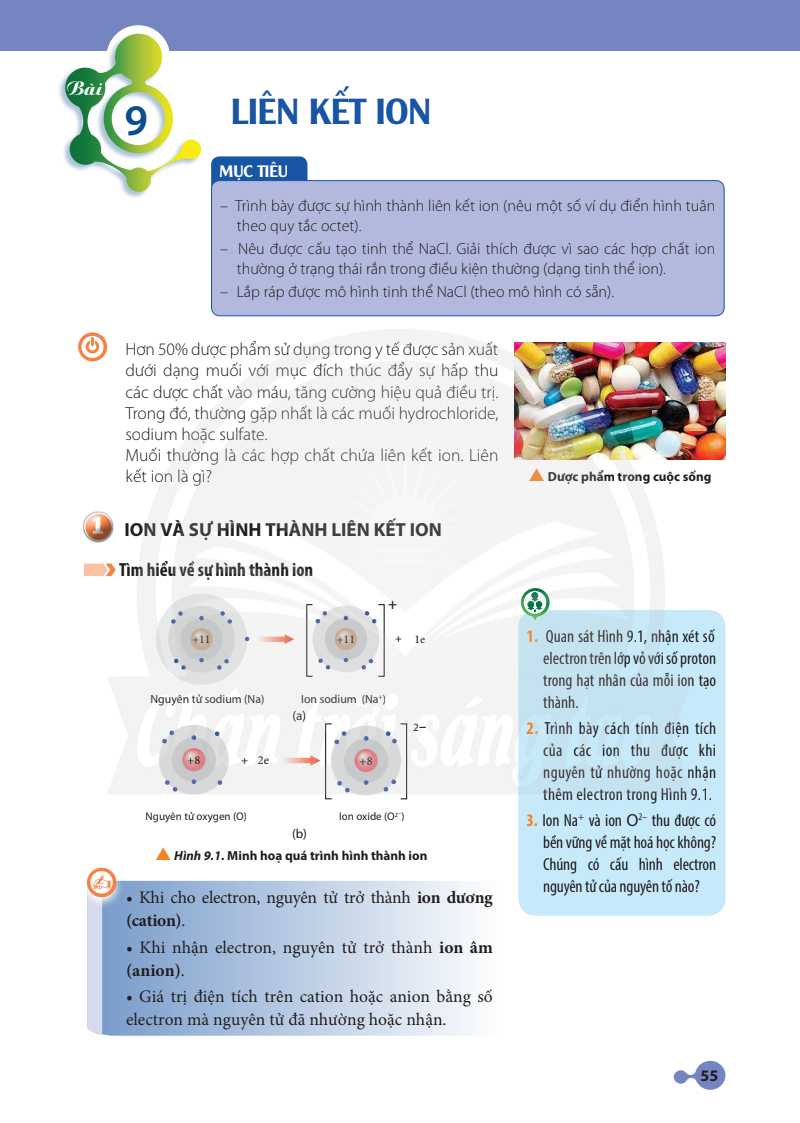 Bài
9
LIÊN KẾT ION
MỤC TIÊU
– Trình bày được sự hình thành liên kết ion (nêu một số ví dụ điển hình tuân
theo quy tắc octet).
– Nêu được cấu tạo tinh thể NaCl. Giải thích được vì sao các hợp chất ion
thường ở trạng thái rắn trong điều kiện thường (dạng tinh thể ion).
– Lắp ráp được mô hình tinh thể NaCl (theo mô hình có sẵn).
Hơn 50% dược phẩm sử dụng trong y tế được sản xuất
dưới dạng muối với mục đích thúc đẩy sự hấp thu
các dược chất vào máu, tăng cường hiệu quả điều trị.
Trong đó, thường gặp nhất là các muối hydrochloride,
sodium hoặc sulfate.
Muối thường là các hợp chất chứa liên kết ion. Liên
kết ion là gì?
Dược phẩm trong cuộc sống
1 ION VÀ SỰ HÌNH THÀNH LIÊN KẾT ION
Tìm hiểu về sự hình thành ion
+11 +11 + + 1e
Nguyên tử sodium (Na) Ion sodium (Na⁺)
(a)
+8 + 2e +8 2–
Nguyên tử oxygen (O) Ion oxide (O²⁻)
(b)
Hình 9.1. Minh hoạ quá trình hình thành ion
1. Quan sát Hình 9.1, nhận xét số
electron trên lớp vỏ với số proton
trong hạt nhân của mỗi ion tạo
thành.
2. Trình bày cách tính điện tích
của các ion thu được khi
nguyên tử nhường hoặc nhận
thêm electron trong Hình 9.1.
3. Ion Na⁺ và ion O²⁻ thu được có
bền vững về mặt hoá học không?
Chúng có cấu hình electron
nguyên tử của nguyên tố nào?
• Khi cho electron, nguyên tử trở thành ion dương
(cation).
• Khi nhận electron, nguyên tử trở thành ion âm
(anion).
• Giá trị điện tích trên cation hoặc anion bằng số
electron mà nguyên tử đã nhường hoặc nhận.
Chân trời sáng tạo
55